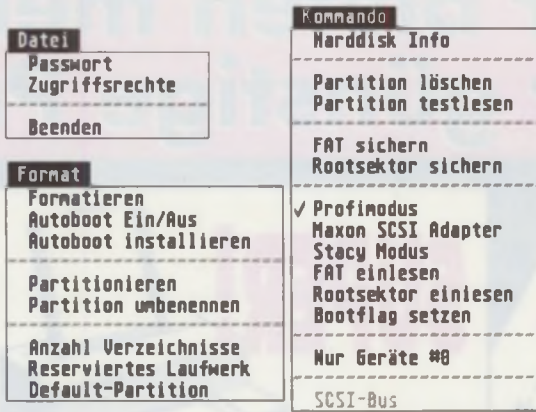 Datei
Passwort
Zugriffsrechte
Beenden
Format
Formatieren
Autoboot Ein/Aus
Autoboot installieren
Partitionieren
Partition umbenennen
Anzahl Verzeichnisse
Reserviertes Laufwerk
Default-Partition
Kommando
Harddisk Info
Partition löschen
Partition testlesen
FAT sichern
Rootsektor sichern
✓ Profimodus
Maxon SCSI Adapter
Stacy Modus
FAT einlesen
Rootsektor einlesen
Bootflag setzen
Nur Geräte #0
SCSI-Bus